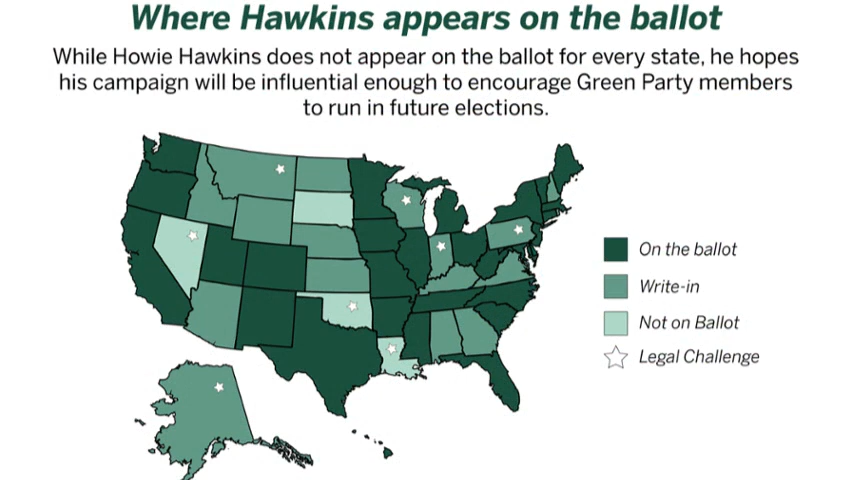 Where Hawkins appears on the ballot
While Howie Hawkins does not appear on the ballot for every state, he hopes
his campaign will be influential enough to encourage Green Party members
to run in future elections.
On the ballot
Write-in
Not on Ballot
Legal Challenge